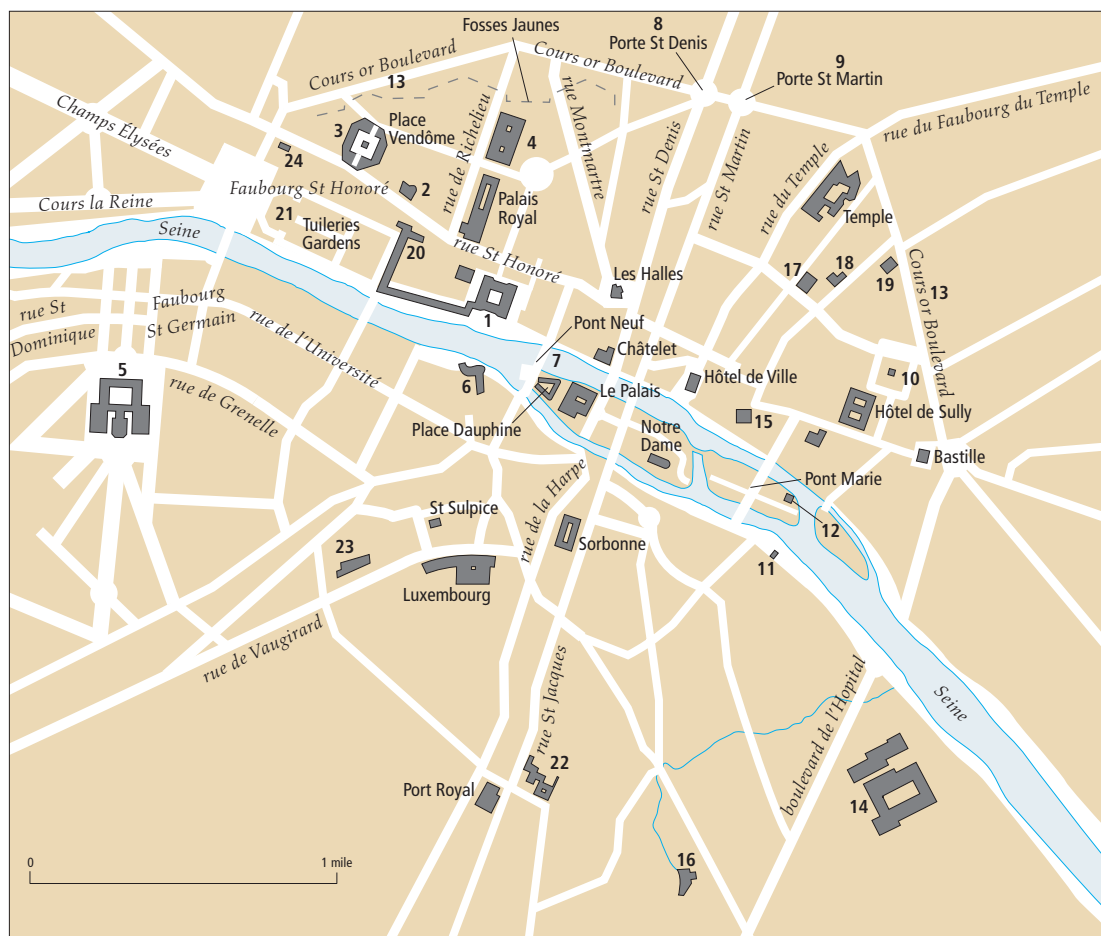 Fosses Jaunes
8
Porte St Denis
9
Porte St Martin
Cours or Boulevard
13
Cours or Boulevard
rue du Faubourg du Temple
Champs Élysées
3
Place
Vendôme
4
rue de Richelieu
rue Montmartre
rue St Denis
rue St Martin
rue du Temple
Temple
24
Faubourg St Honoré
2
Palais
Royal
Cours la Reine
21
Tuileries
Gardens
20
rue St Honoré
Seine
Les Halles
17
18
19
Cours or Boulevard
13
rue St
Dominique
Faubourg
St Germain
rue de l'Université
1
Pont Neuf
7
Châtelet
5
rue de Grenelle
6
Le Palais
Hôtel de Ville
10
Hôtel de Sully
15
Place Dauphine
Notre
Dame
Bastille
Pont Marie
rue de la Harpe
12
St Sulpice
Sorbonne
11
23
Luxembourg
rue de Vaugirard
rue St Jacques
boulevard de l'Hopital
Seine
22
Port Royal
14
16
0
1 mile